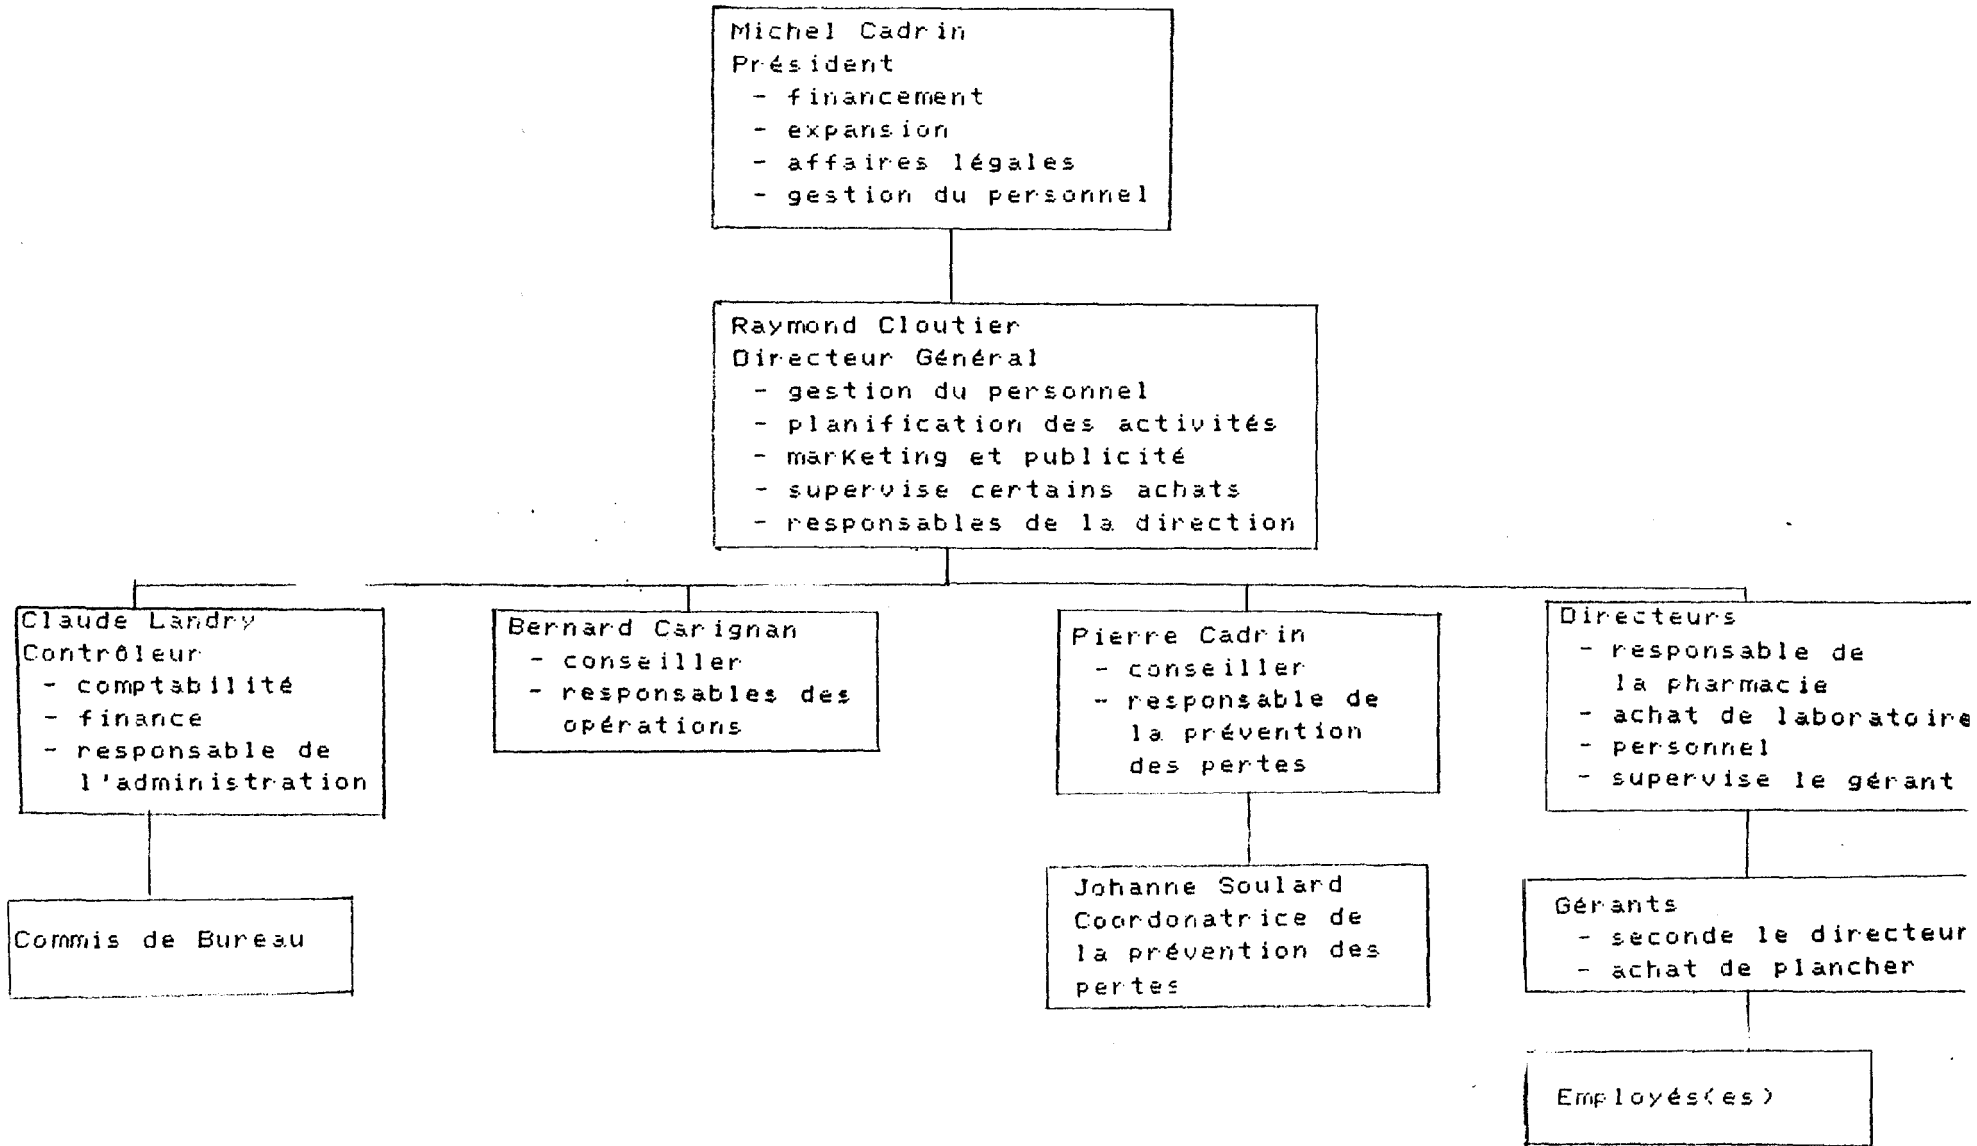 Michel Cadrin
Président
- financement
- expansion
- affaires légales
- gestion du personnel
Raymond Cloutier
Directeur Général
- gestion du personnel
- planification des activités
- marKeting et publicité
- supervise certains achats
- responsables de la direction
Claude Landry
Contrôleur
- comptabilité
- finance
- responsable de
l'administration
Bernard Carignan
- conseiller
- responsables des
opérations
Pierre Cadrin
- conseiller
- responsable de
la prévention
des pertes
Directeurs
- responsable de
la pharmacie
- achat de laboratoire
- personnel
- supervise le gérant
Commis de Bureau
Johanne Soulard
Coordonatrice de
la prévention des
pertes
Gérants
- seconde le directeur
- achat de plancher
Employés(es)